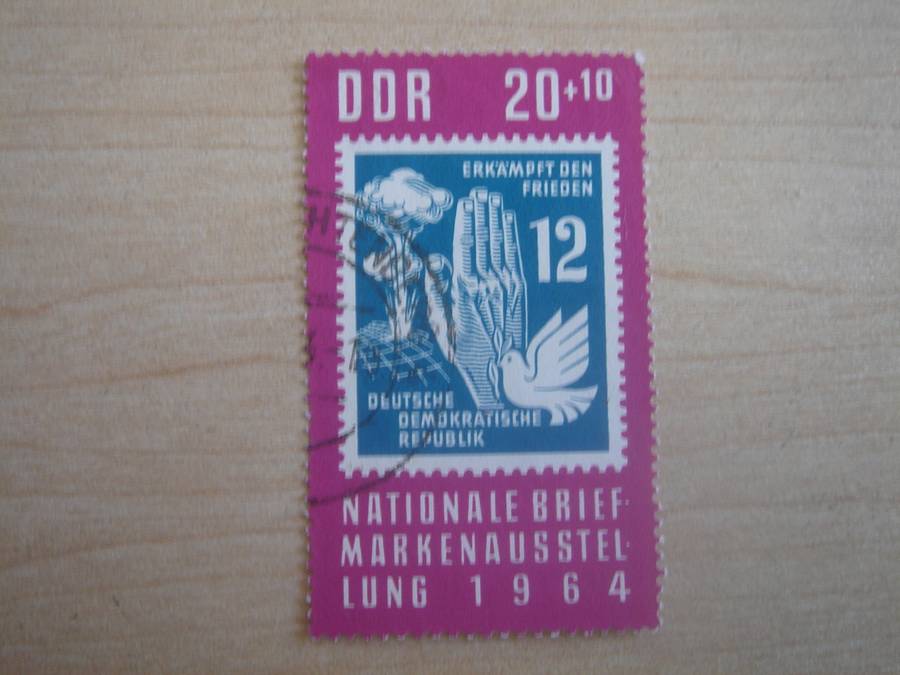 DDR 20+10
ERKÄMPFT DEN
FRIEDEN
12
DEUTSCHE
DEMOKRATISCHE
REPUBLIK
NATIONALE BRIEF-
MARKENAUSSTEL-
LUNG 1964